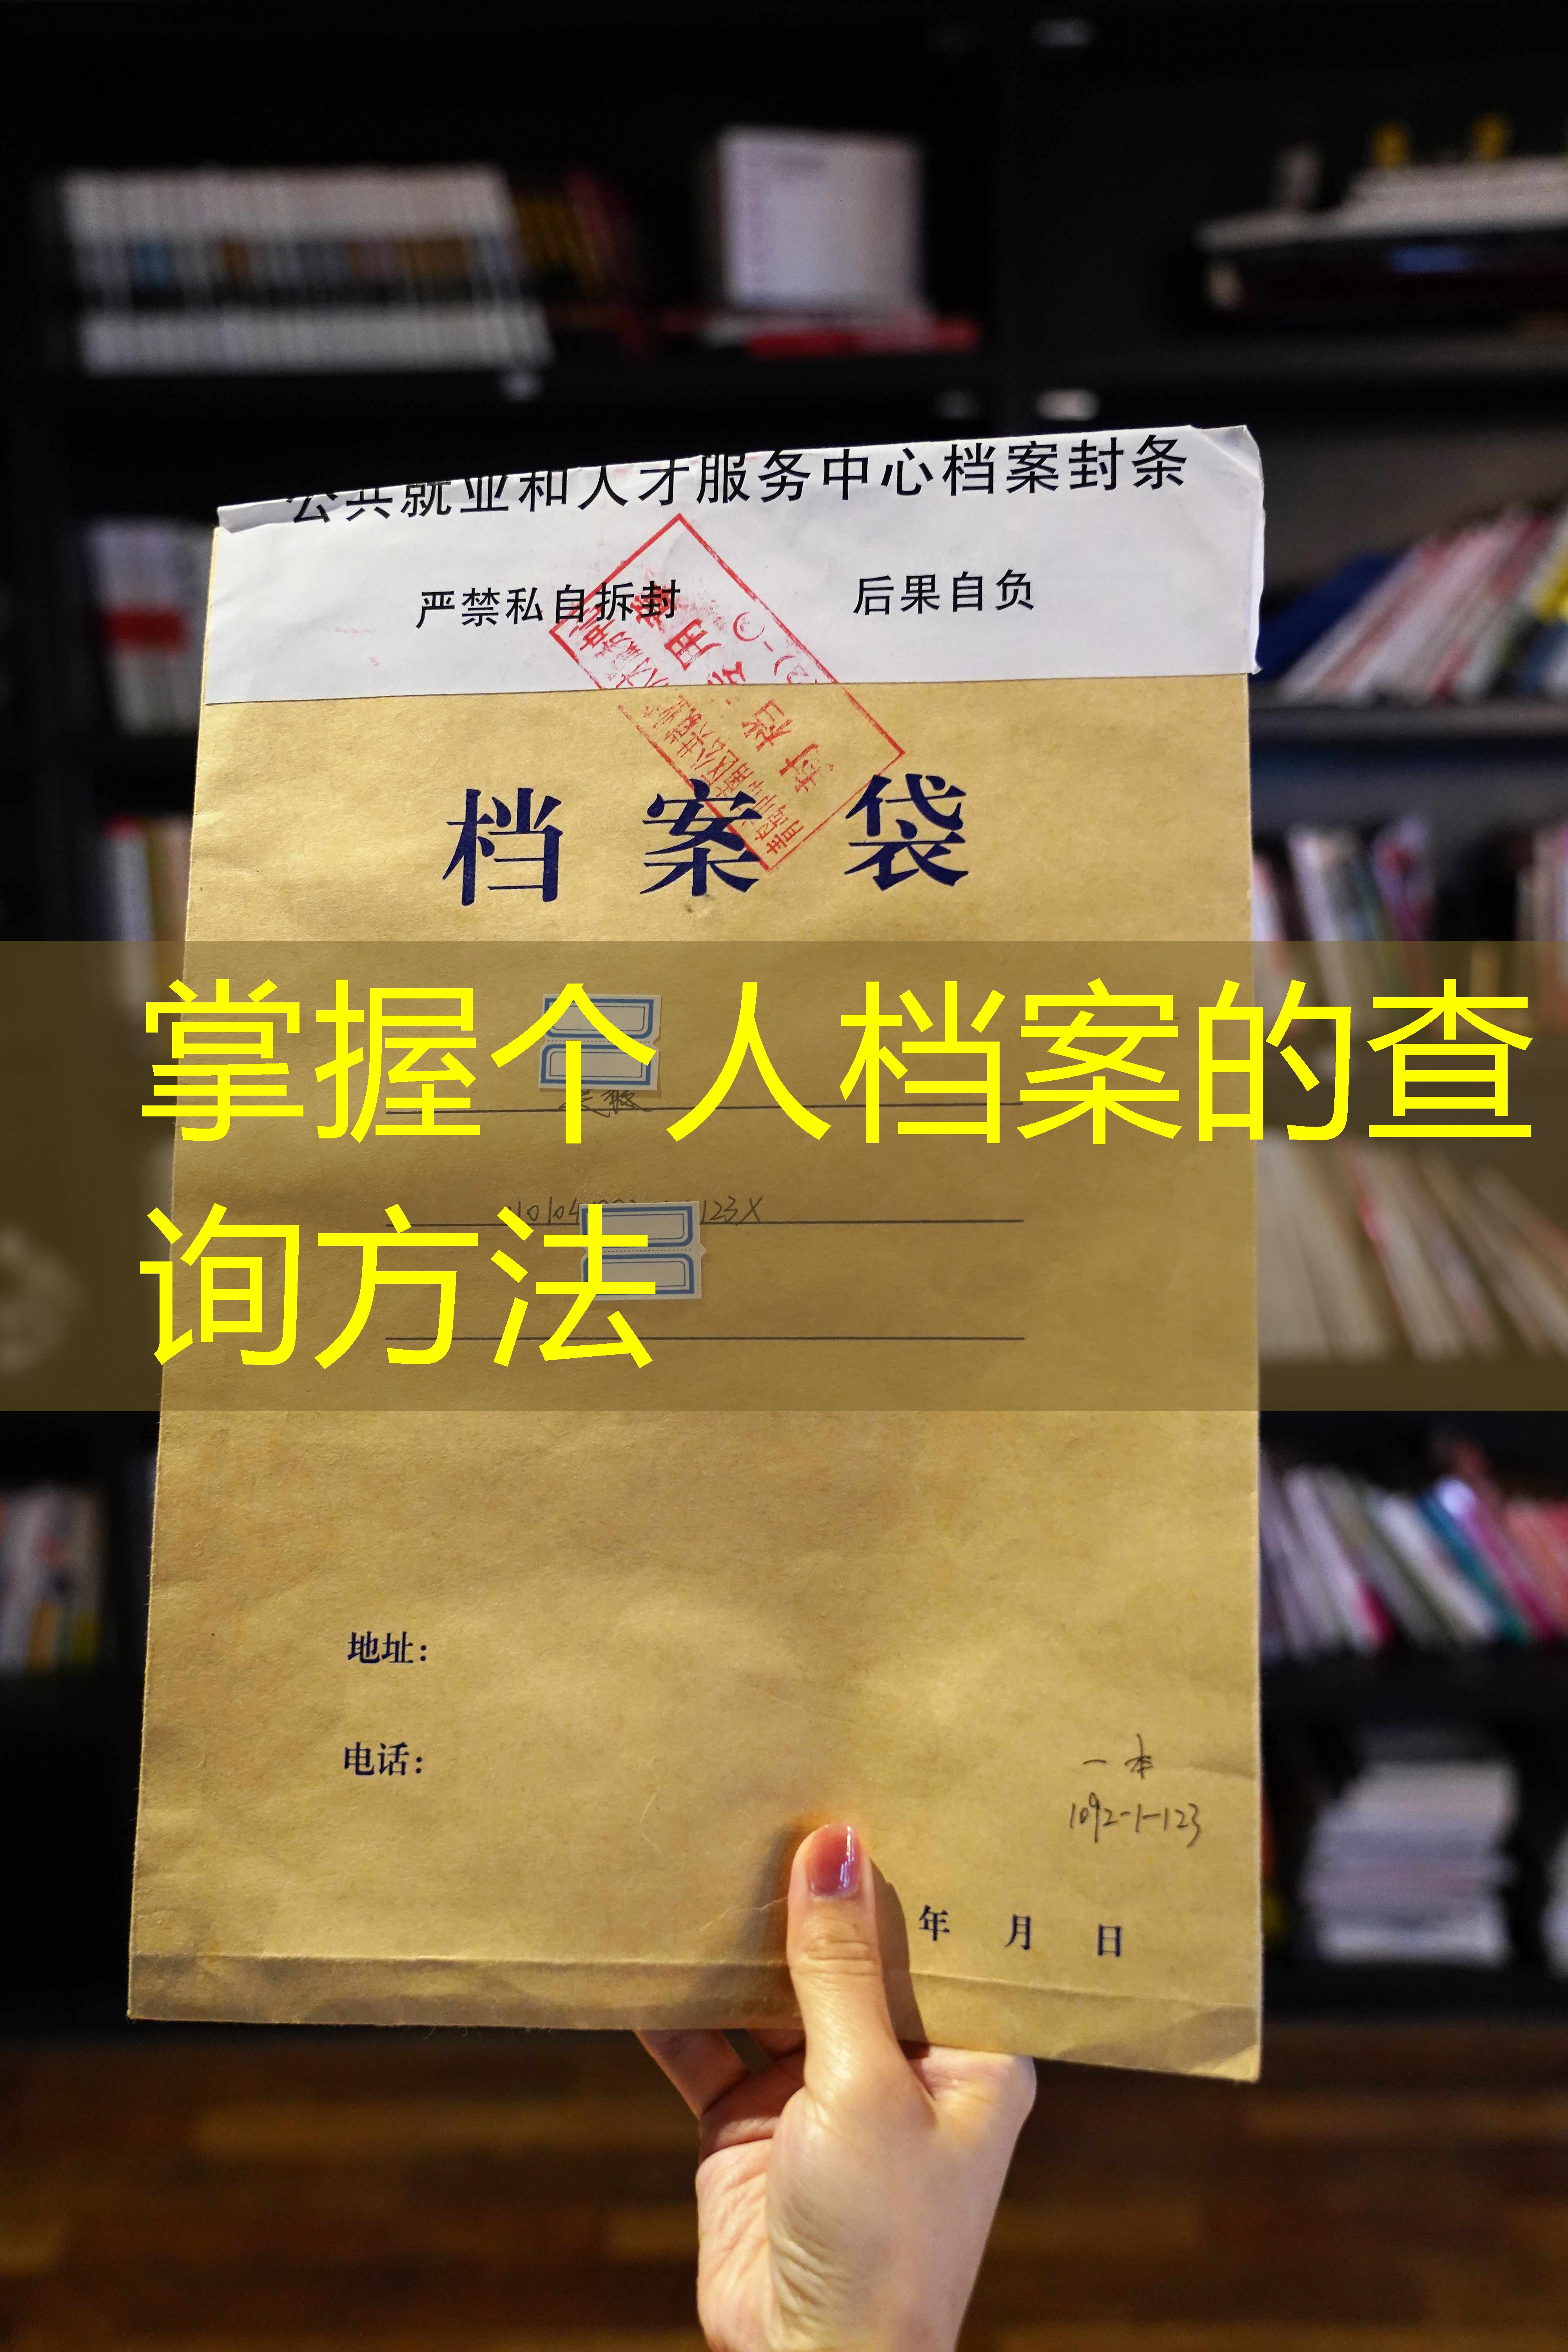 公共就业和人才服务中心档案封条
严禁私自拆封 后果自负
档案袋
掌握个人档案的查
询方法
123X
地址：
电话：
一本
1092-1-123
年 月 日